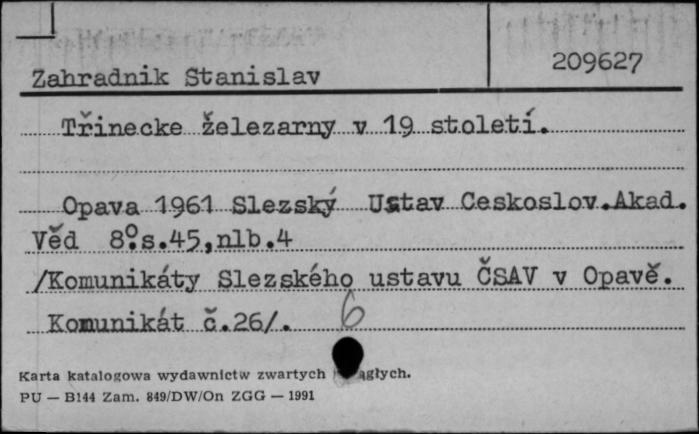 209627
Zahradnik Stanislav
Třinecke železarny v 19 století.
Opava 1961 Slezský Ustav Ceskoslov.Akad.
Věd 8o.s.45,nlb.4
/Komunikáty Slezského ustavu ČSAV v Opavě.
Komunikát č.26/. 6
Karta katalogowa wydawnictw zwartych
PU — B144 Zam. 849/DW/On ZGG — 1991